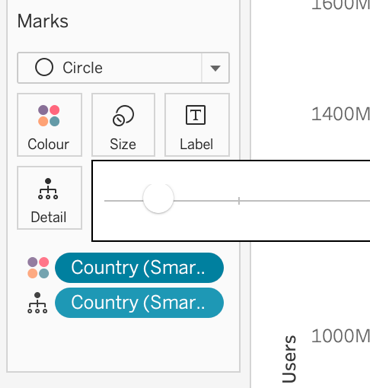 Marks
1600M
Circle
1400M
Colour
Size
T
Label
Detail
Country (Smar..
Country (Smar..
1000M
Users